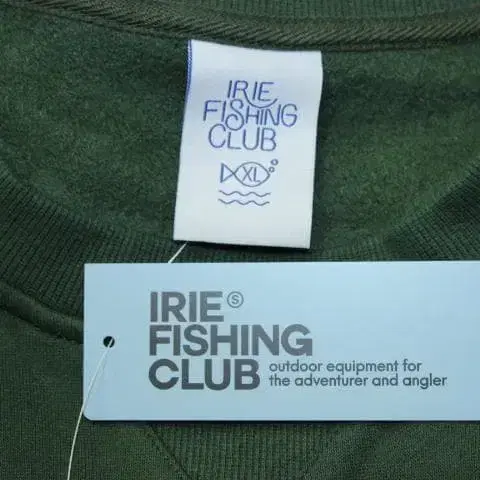 IRIE
FISHING
CLUB
XL
IRIE Ⓢ
FISHING
CLUB
outdoor equipment for
the adventurer and angler